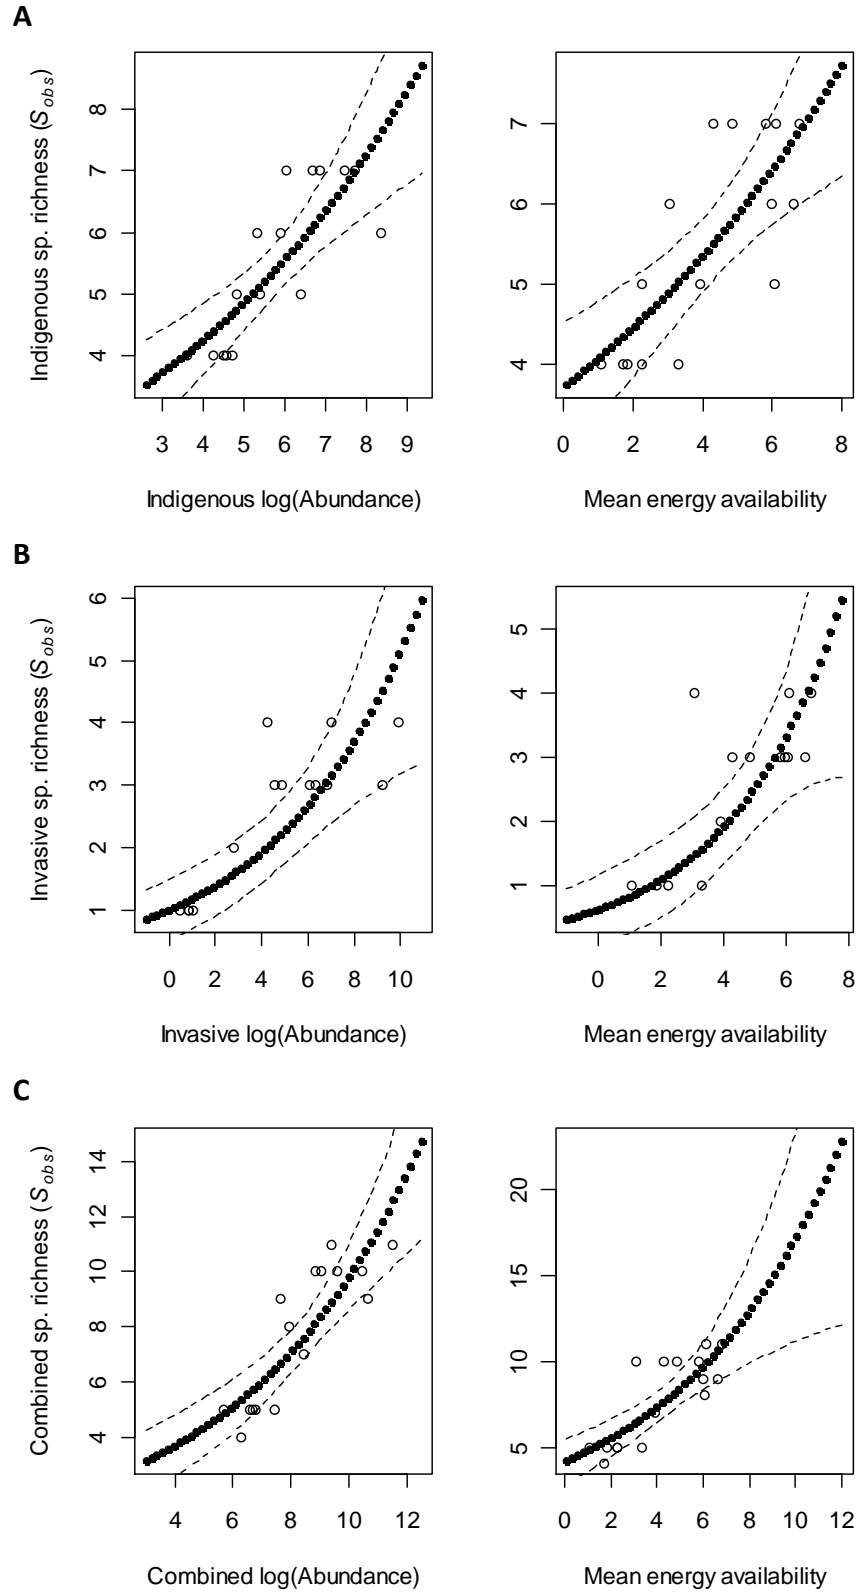 A
Indigenous sp. richness (Sobs)
4 5 6 7 8
3 4 5 6 7 8 9
Indigenous log(Abundance)
4 5 6 7
0 2 4 6 8
Mean energy availability
B
Invasive sp. richness (Sobs)
1 2 3 4 5 6
0 2 4 6 8 10
Invasive log(Abundance)
1 2 3 4 5
0 2 4 6 8
Mean energy availability
C
Combined sp. richness (Sobs)
4 6 8 10 12 14
4 6 8 10 12
Combined log(Abundance)
5 10 15 20
0 2 4 6 8 10 12
Mean energy availability